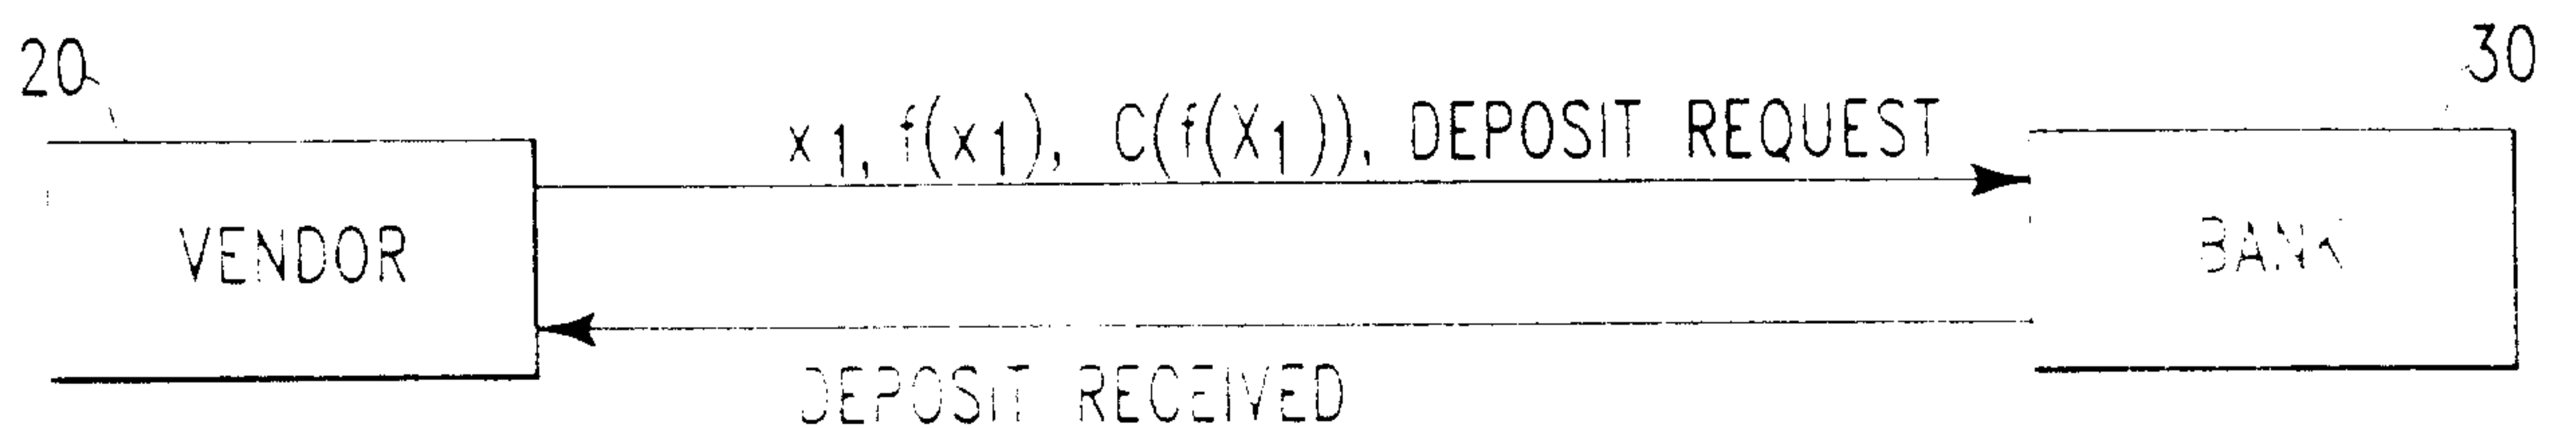 20
30
x1, f(x1), C(f(X1)), DEPOSIT REQUEST
VENDOR
BANK
DEPOSIT RECEIVED